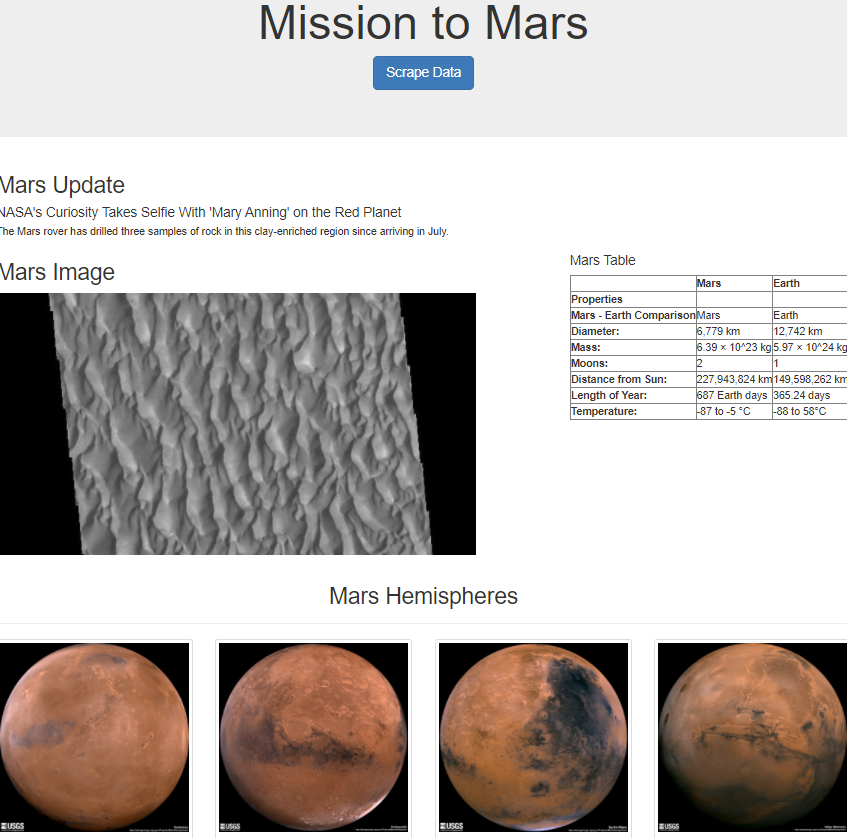 Mission to Mars
Scrape Data
Mars Update
NASA's Curiosity Takes Selfie With 'Mary Anning' on the Red Planet
The Mars rover has drilled three samples of rock in this clay-enriched region since arriving in July.
Mars Image
Mars Table
Mars Earth
Properties
Mars - Earth Comparison Mars Earth
Diameter: 6,779 km 12,742 km
Mass: 6.39 × 10^23 kg 5.97 × 10^24 kg
Moons: 2 1
Distance from Sun: 227,943,824 km 149,598,262 km
Length of Year: 687 Earth days 365.24 days
Temperature: -87 to -5 °C -88 to 58°C
Mars Hemispheres
USGS
USGS
USGS
USGS